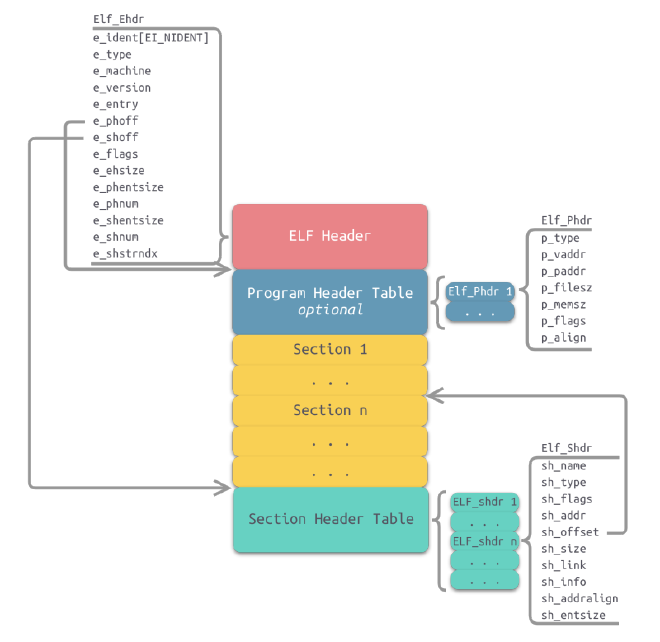 Elf_Ehdr
e_ident[EI_NIDENT]
e_type
e_machine
e_version
e_entry
e_phoff
e_shoff
e_flags
e_ehsize
e_phentsize
e_phnum
e_shentsize
e_shnum
e_shstrndx
ELF Header
Program Header Table
optional
Section 1
. . .
Section n
. . .
. . .
Section Header Table
Elf_Phdr 1
. . .
Elf_Phdr
p_type
p_vaddr
p_paddr
p_filesz
p_memsz
p_flags
p_align
ELF_shdr 1
. . .
ELF_shdr n
. . .
. . .
Elf_Shdr
sh_name
sh_type
sh_flags
sh_addr
sh_offset
sh_size
sh_link
sh_info
sh_addralign
sh_entsize